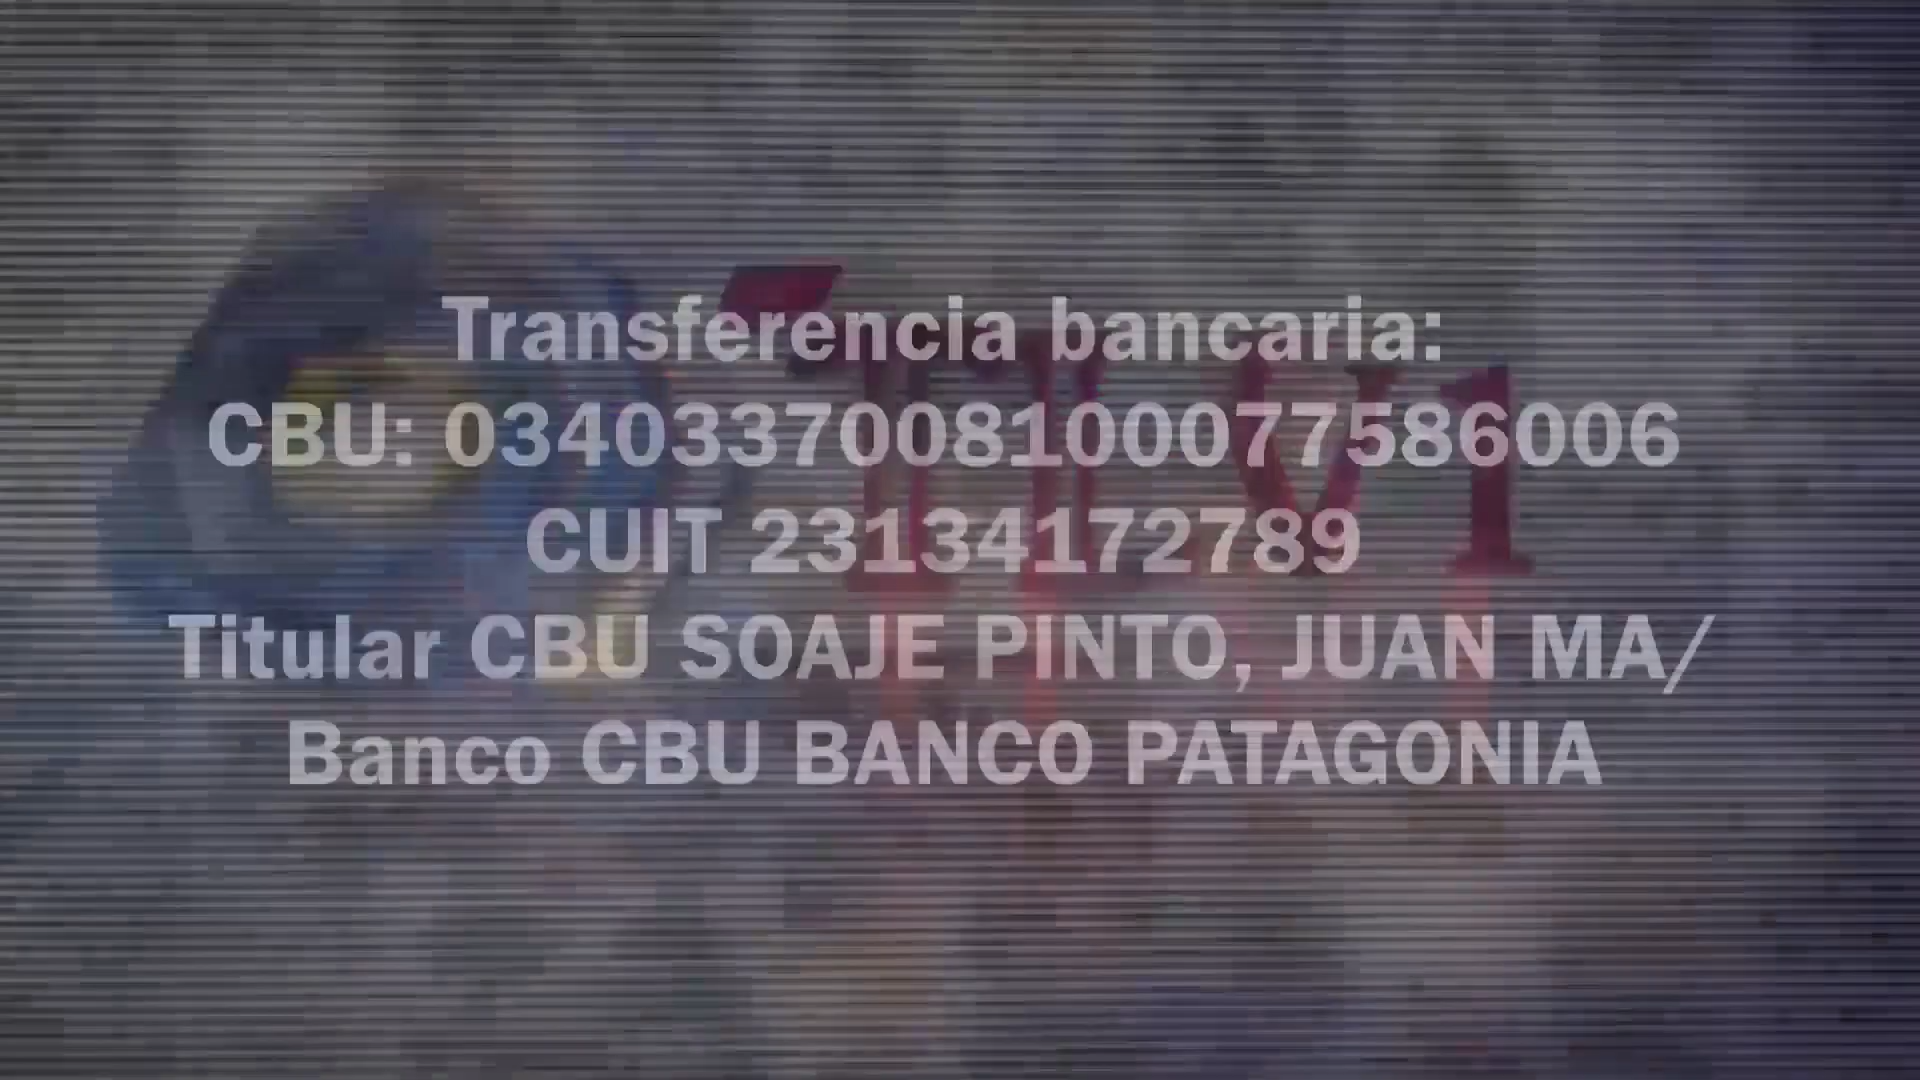 Transferencia bancaria:
CBU: 0340337008100077586006
CUIT 23134172789
Titular CBU SOAJE PINTO, JUAN MA/
Banco CBU BANCO PATAGONIA